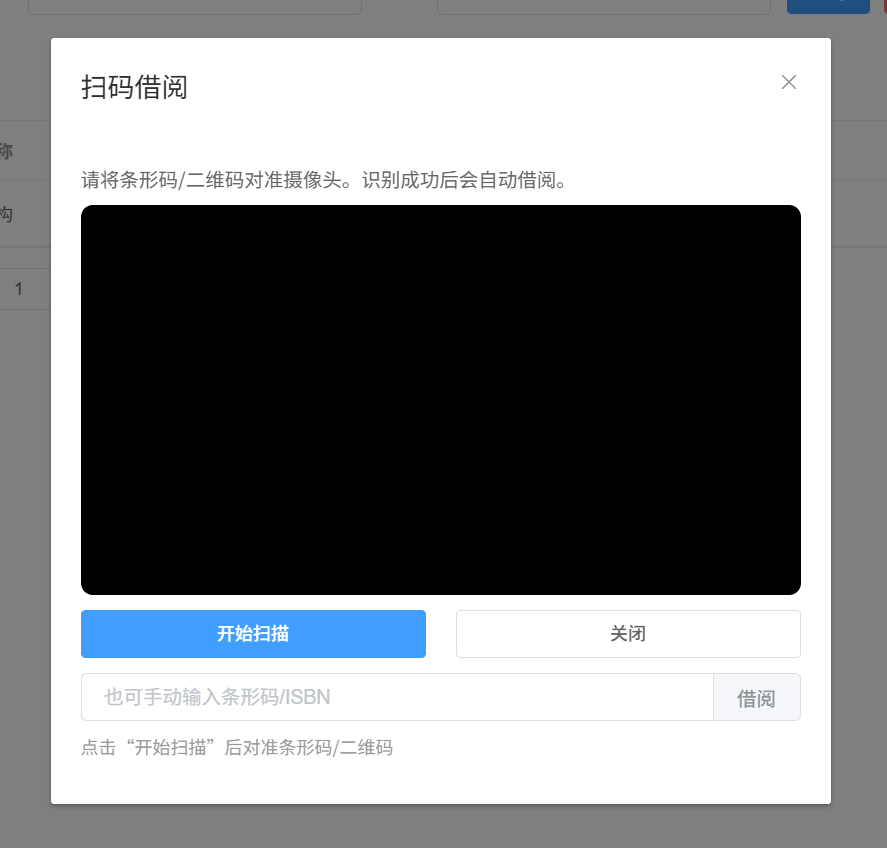 扫码借阅
称
请将条形码/二维码对准摄像头。识别成功后会自动借阅。
构
1
开始扫描
关闭
也可手动输入条形码/ISBN
借阅
点击“开始扫描”后对准条形码/二维码